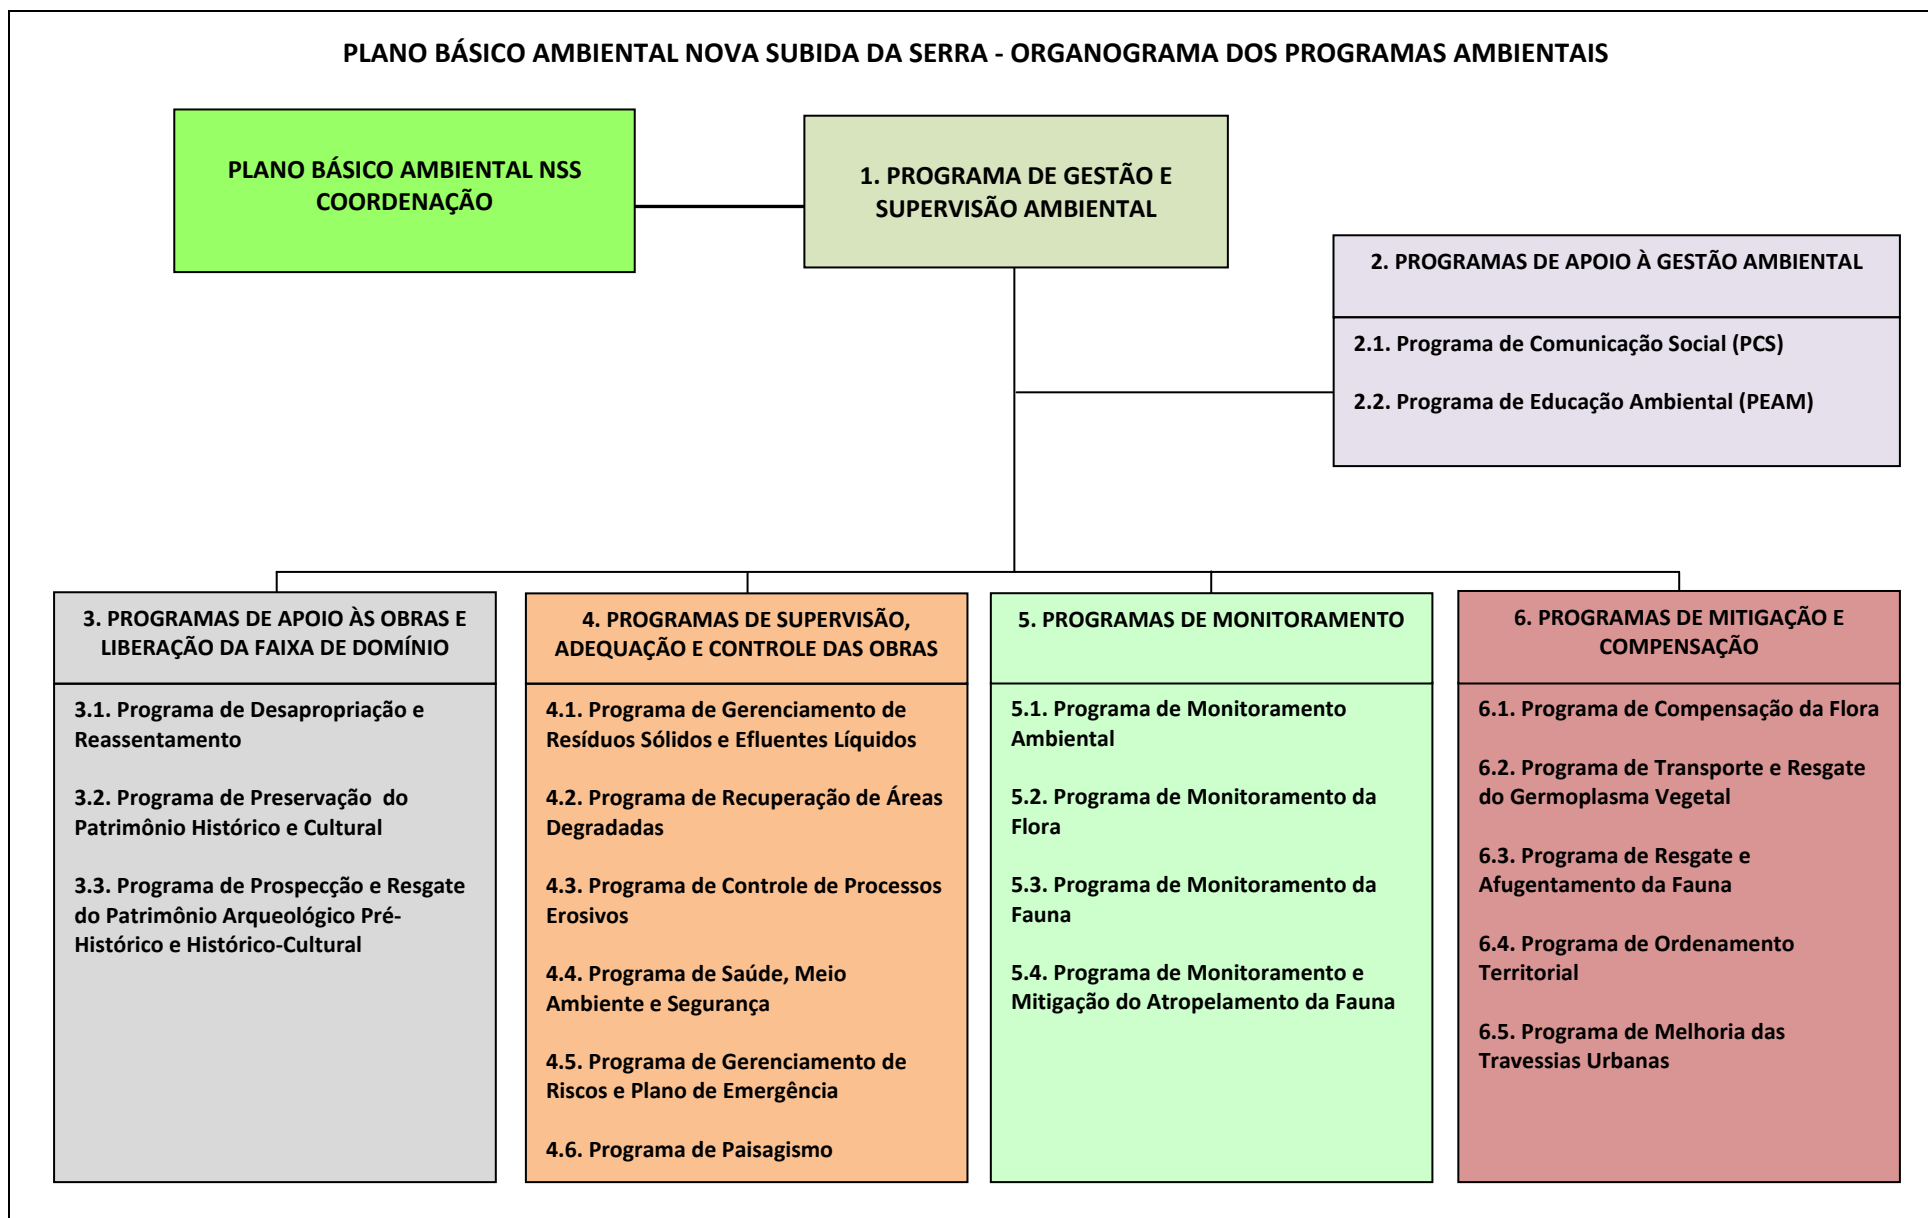 PLANO BÁSICO AMBIENTAL NOVA SUBIDA DA SERRA - ORGANOGRAMA DOS PROGRAMAS AMBIENTAIS
PLANO BÁSICO AMBIENTAL NSS
COORDENAÇÃO
1. PROGRAMA DE GESTÃO E
SUPERVISÃO AMBIENTAL
2. PROGRAMAS DE APOIO À GESTÃO AMBIENTAL
2.1. Programa de Comunicação Social (PCS)
2.2. Programa de Educação Ambiental (PEAM)
3. PROGRAMAS DE APOIO ÀS OBRAS E
LIBERAÇÃO DA FAIXA DE DOMÍNIO
3.1. Programa de Desapropriação e
Reassentamento
3.2. Programa de Preservação  do
Patrimônio Histórico e Cultural
3.3. Programa de Prospecção e Resgate
do Patrimônio Arqueológico Pré-
Histórico e Histórico-Cultural
4. PROGRAMAS DE SUPERVISÃO,
ADEQUAÇÃO E CONTROLE DAS OBRAS
4.1. Programa de Gerenciamento de
Resíduos Sólidos e Efluentes Líquidos
4.2. Programa de Recuperação de Áreas
Degradadas
4.3. Programa de Controle de Processos
Erosivos
4.4. Programa de Saúde, Meio
Ambiente e Segurança
4.5. Programa de Gerenciamento de
Riscos e Plano de Emergência
4.6. Programa de Paisagismo
5. PROGRAMAS DE MONITORAMENTO
5.1. Programa de Monitoramento
Ambiental
5.2. Programa de Monitoramento da
Flora
5.3. Programa de Monitoramento da
Fauna
5.4. Programa de Monitoramento e
Mitigação do Atropelamento da Fauna
6. PROGRAMAS DE MITIGAÇÃO E
COMPENSAÇÃO
6.1. Programa de Compensação da Flora
6.2. Programa de Transporte e Resgate
do Germoplasma Vegetal
6.3. Programa de Resgate e
Afugentamento da Fauna
6.4. Programa de Ordenamento
Territorial
6.5. Programa de Melhoria das
Travessias Urbanas